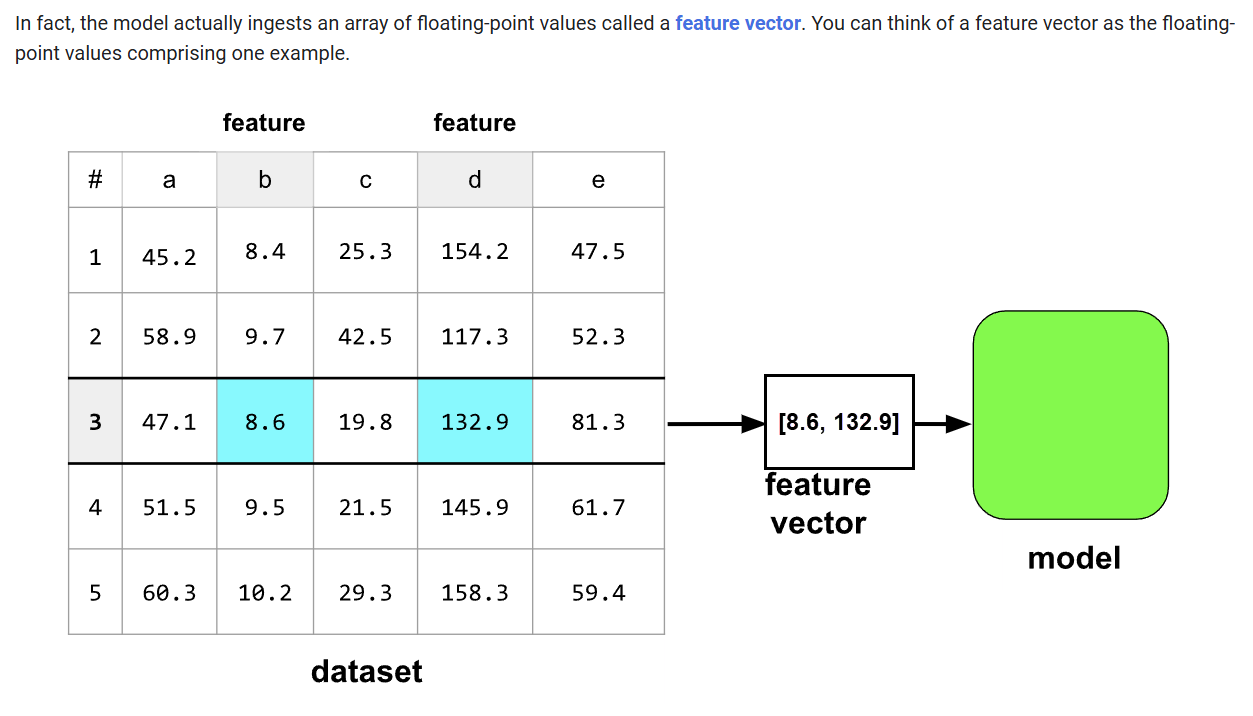 In fact, the model actually ingests an array of floating-point values called a feature vector. You can think of a feature vector as the floating-
point values comprising one example.
feature feature
# a b c d e
1 45.2 8.4 25.3 154.2 47.5
2 58.9 9.7 42.5 117.3 52.3
3 47.1 8.6 19.8 132.9 81.3
[8.6, 132.9]
feature
vector
4 51.5 9.5 21.5 145.9 61.7
model
5 60.3 10.2 29.3 158.3 59.4
dataset